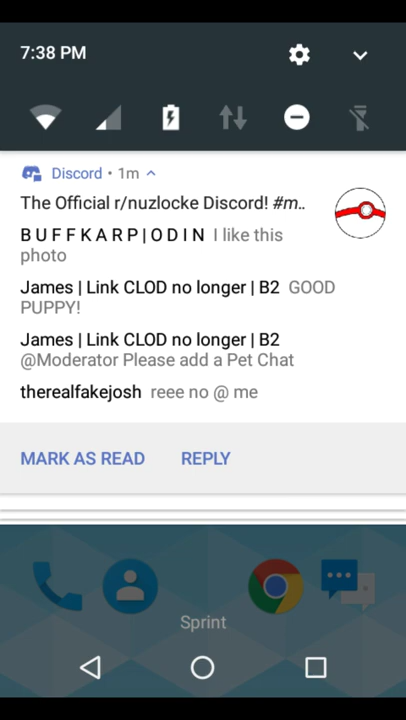 7:38 PM
Discord • 1m
The Official r/nuzlocke Discord! #m..
B U F F K A R P | O D I N I like this
photo
James | Link CLOD no longer | B2 GOOD
PUPPY!
James | Link CLOD no longer | B2
@Moderator Please add a Pet Chat
therealfakejosh reee no @ me
MARK AS READ REPLY
Sprint